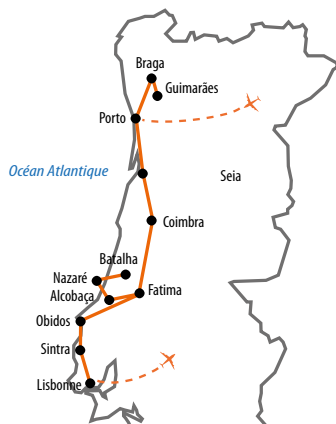 Braga
Guimarães
Porto
Océan Atlantique
Seia
Coimbra
Batalha
Nazaré
Alcobaça
Fatima
Obidos
Sintra
Lisbonne